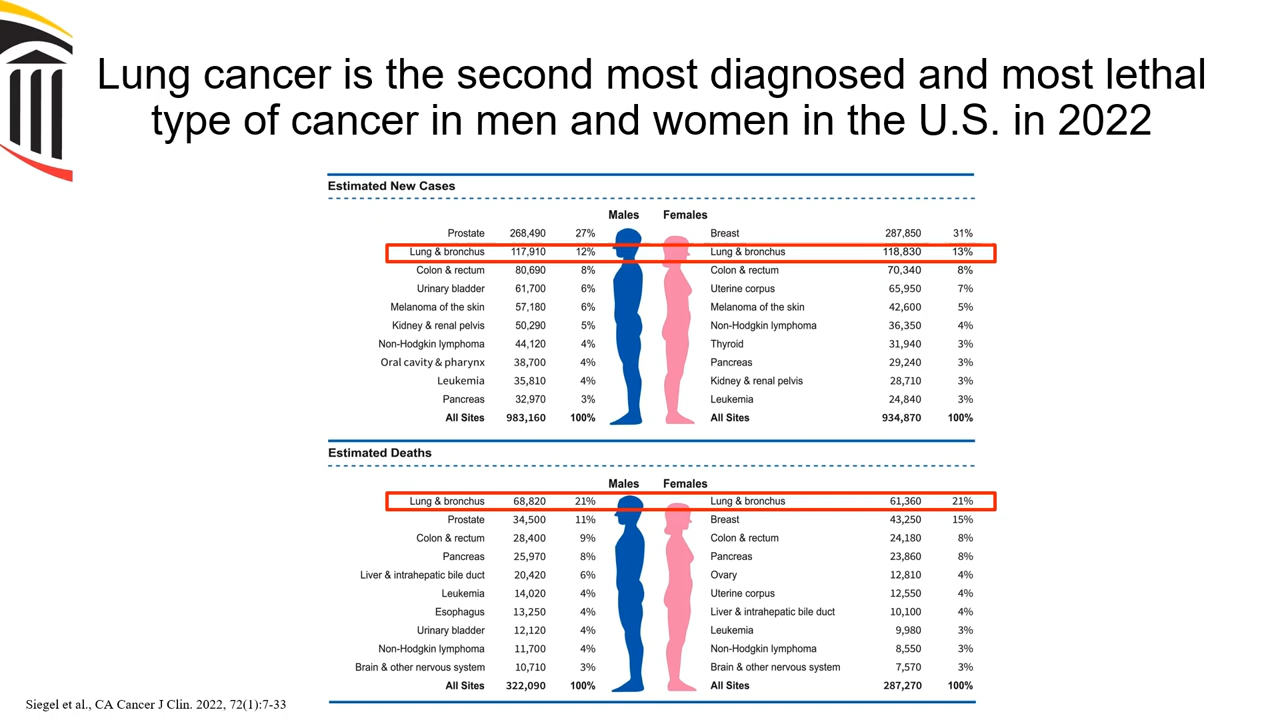 Lung cancer is the second most diagnosed and most lethal
type of cancer in men and women in the U.S. in 2022
Estimated New Cases
Males Females
Prostate 268,490 27% Breast 287,850 31%
Lung & bronchus 117,910 12% Lung & bronchus 118,830 13%
Colon & rectum 80,690 8% Colon & rectum 70,340 8%
Urinary bladder 61,700 6% Uterine corpus 65,950 7%
Melanoma of the skin 57,180 6% Melanoma of the skin 42,600 5%
Kidney & renal pelvis 50,290 5% Non-Hodgkin lymphoma 36,350 4%
Non-Hodgkin lymphoma 44,120 4% Thyroid 31,940 3%
Oral cavity & pharynx 38,700 4% Pancreas 29,240 3%
Leukemia 35,810 4% Kidney & renal pelvis 28,710 3%
Pancreas 32,970 3% Leukemia 24,840 3%
All Sites 983,160 100% All Sites 934,870 100%
Estimated Deaths
Males Females
Lung & bronchus 68,820 21% Lung & bronchus 61,360 21%
Prostate 34,500 11% Breast 43,250 15%
Colon & rectum 28,400 9% Colon & rectum 24,180 8%
Pancreas 25,970 8% Pancreas 23,860 8%
Liver & intrahepatic bile duct 20,420 6% Ovary 12,810 4%
Leukemia 14,020 4% Uterine corpus 12,550 4%
Esophagus 13,250 4% Liver & intrahepatic bile duct 10,100 4%
Urinary bladder 12,120 4% Leukemia 9,980 3%
Non-Hodgkin lymphoma 11,700 4% Non-Hodgkin lymphoma 8,550 3%
Brain & other nervous system 10,710 3% Brain & other nervous system 7,570 3%
All Sites 322,090 100% All Sites 287,270 100%
Siegel et al., CA Cancer J Clin. 2022, 72(1):7-33